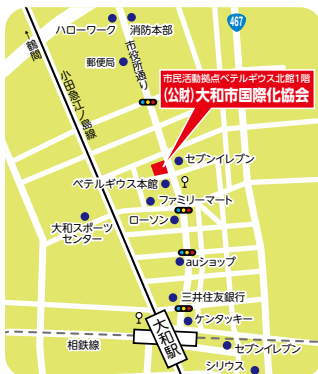 ハローワーク
消防本部
467
←鶴間
市役所通り
郵便局
小田急江ノ島線
市民活動拠点ベテルギウス北館1階
(公財)大和市国際化協会
セブンイレブン
ベテルギウス本館
ファミリーマート
ローソン
大和スポーツ
センター
auショップ
三井住友銀行
ケンタッキー
大和駅
相鉄線
セブンイレブン
シリウス